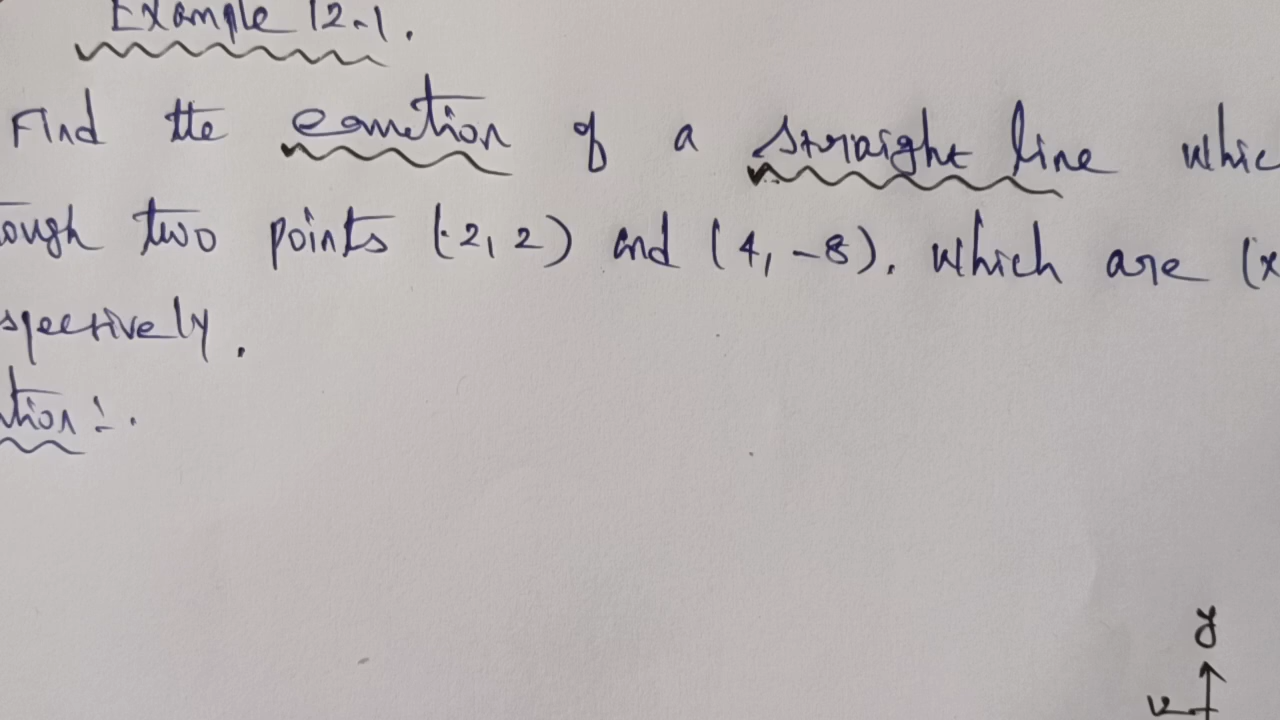 Example 12.1.
Find the eqution of a straight line whic
ough two points (-2, 2) and (4, -8). which are (x
spectively.
tion :-.
y